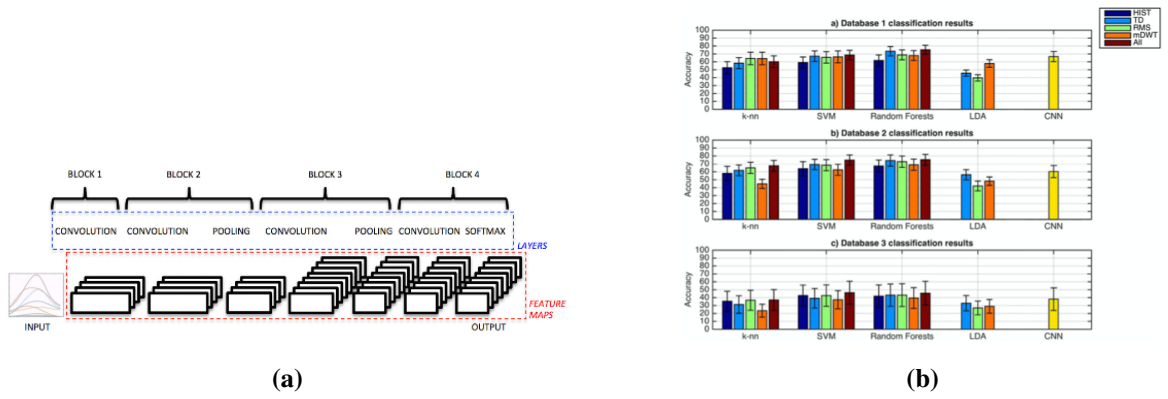 BLOCK 1 BLOCK 2 BLOCK 3 BLOCK 4
CONVOLUTION CONVOLUTION POOLING CONVOLUTION POOLING CONVOLUTION SOFTMAX
LAYERS
FEATURE
MAPS
INPUT OUTPUT
(a)
HIST
TD
RMS
mDWT
All
a) Database 1 classification results
Accuracy
100
90
80
70
60
50
40
30
20
10
0
k-nn SVM Random Forests LDA CNN
b) Database 2 classification results
Accuracy
100
90
80
70
60
50
40
30
20
10
0
k-nn SVM Random Forests LDA CNN
c) Database 3 classification results
Accuracy
100
90
80
70
60
50
40
30
20
10
0
k-nn SVM Random Forests LDA CNN
(b)